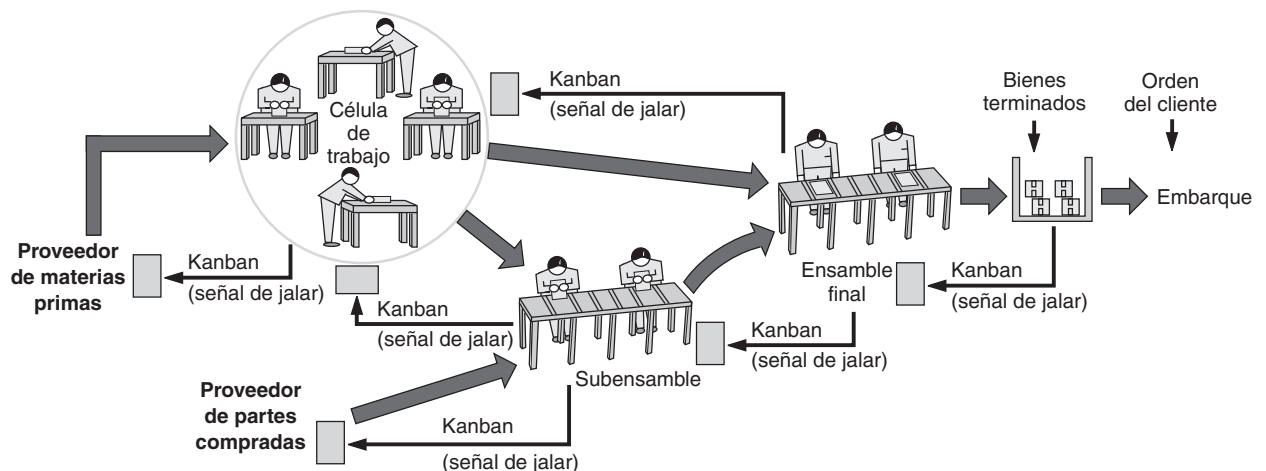 Kanban
(señal de jalar)
Célula
de
trabajo
Bienes
terminados
Orden
del cliente
Embarque
Proveedor
de materias
primas
Kanban
(señal de jalar)
Kanban
(señal de jalar)
Ensamble
final
Kanban
(señal de jalar)
Kanban
(señal de jalar)
Subensamble
Proveedor
de partes
compradas
Kanban
(señal de jalar)